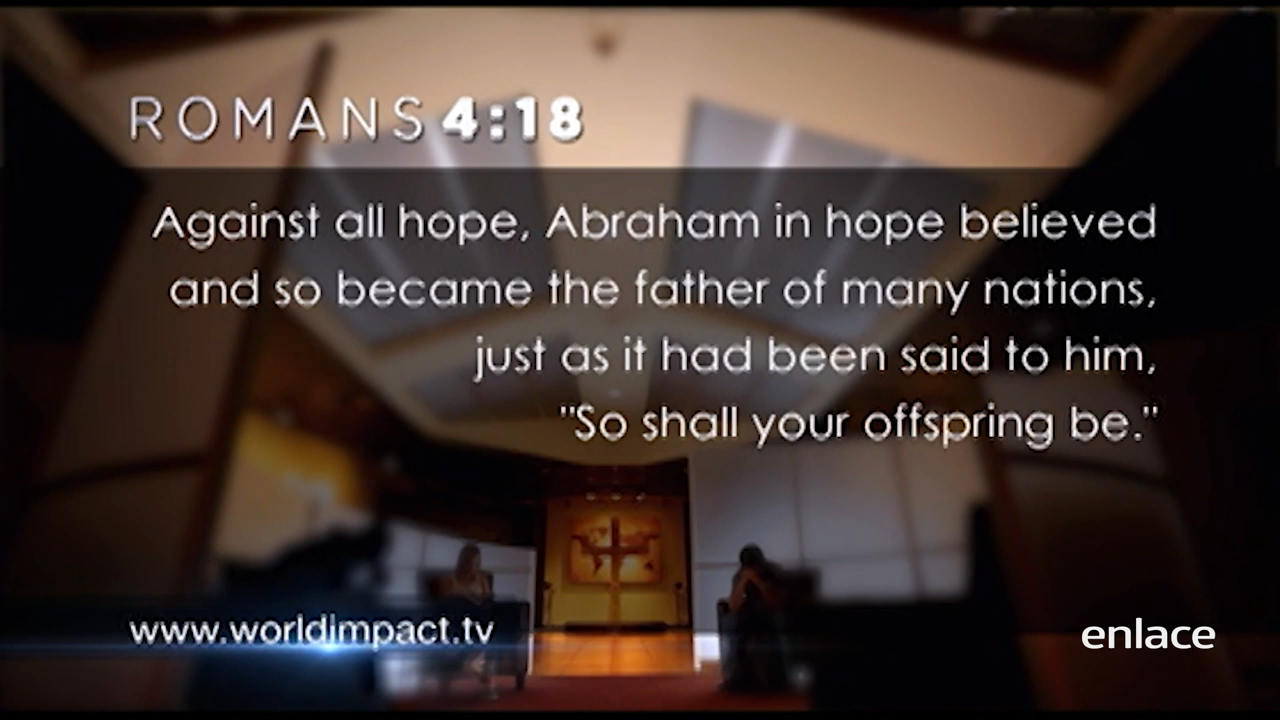 ROMANS 4:18
Against all hope, Abraham in hope believed
and so became the father of many nations,
just as it had been said to him,
"So shall your offspring be."
www.worldimpact.tv
enlace